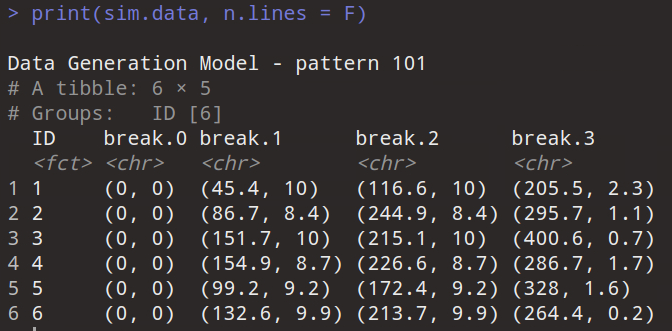 > print(sim.data, n.lines = F)
Data Generation Model - pattern 101
# A tibble: 6 × 5
# Groups:   ID [6]
  ID    break.0 break.1     break.2      break.3
  <fct> <chr>   <chr>       <chr>        <chr>
1 1     (0, 0)  (45.4, 10)   (116.6, 10)  (205.5, 2.3)
2 2     (0, 0)  (86.7, 8.4)  (244.9, 8.4) (295.7, 1.1)
3 3     (0, 0)  (151.7, 10)  (215.1, 10)  (400.6, 0.7)
4 4     (0, 0)  (154.9, 8.7) (226.6, 8.7) (286.7, 1.7)
5 5     (0, 0)  (99.2, 9.2)  (172.4, 9.2) (328, 1.6)
6 6     (0, 0)  (132.6, 9.9) (213.7, 9.9) (264.4, 0.2)